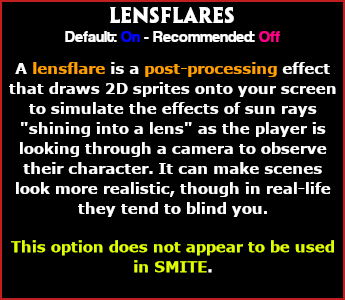 LENSFLARES
Default: On - Recommended: Off
A lensflare is a post-processing effect
that draws 2D sprites onto your screen
to simulate the effects of sun rays
"shining into a lens" as the player is
looking through a camera to observe
their character. It can make scenes
look more realistic, though in real-life
they tend to blind you.
This option does not appear to be used
in SMITE.